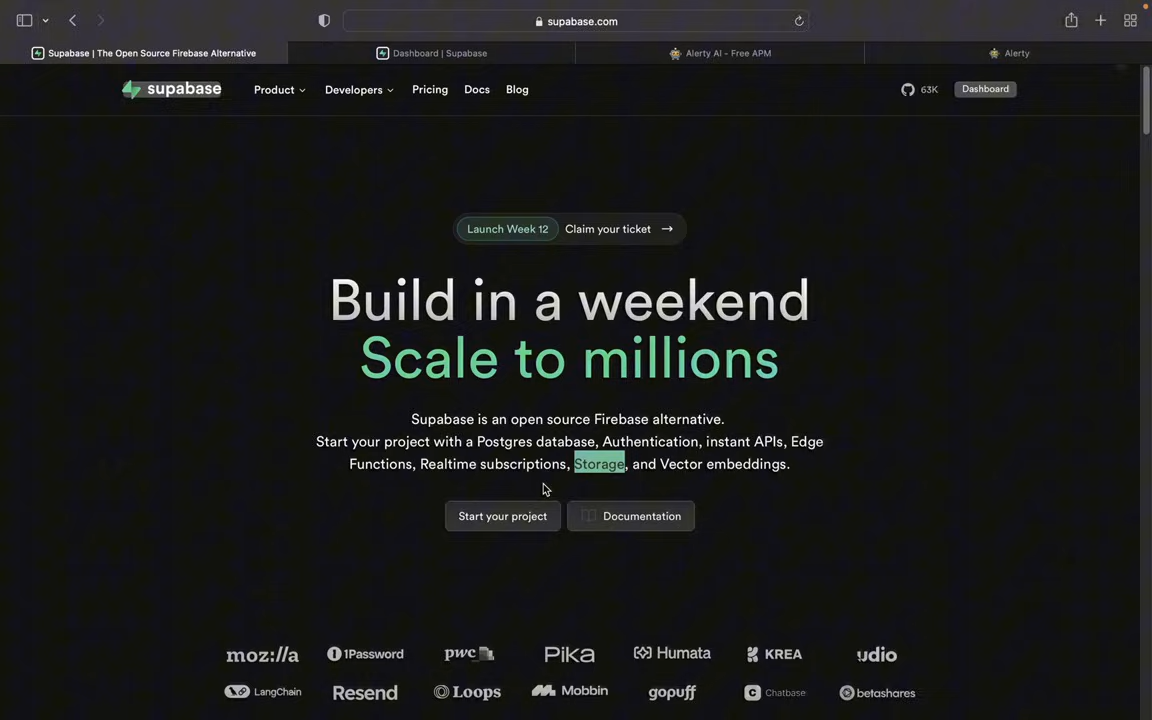 supabase.com
Supabase | The Open Source Firebase Alternative
Dashboard | Supabase
Alerty AI - Free APM
Alerty
supabase
Product
Developers
Pricing
Docs
Blog
63K
Dashboard
Launch Week 12 Claim your ticket →
Build in a weekend
Scale to millions
Supabase is an open source Firebase alternative.
Start your project with a Postgres database, Authentication, instant APIs, Edge
Functions, Realtime subscriptions, Storage, and Vector embeddings.
Start your project
Documentation
moz://a
1Password
pwc
Pika
Humata
KREA
udio
LangChain
Resend
Loops
Mobbin
gopuff
Chatbase
betashares